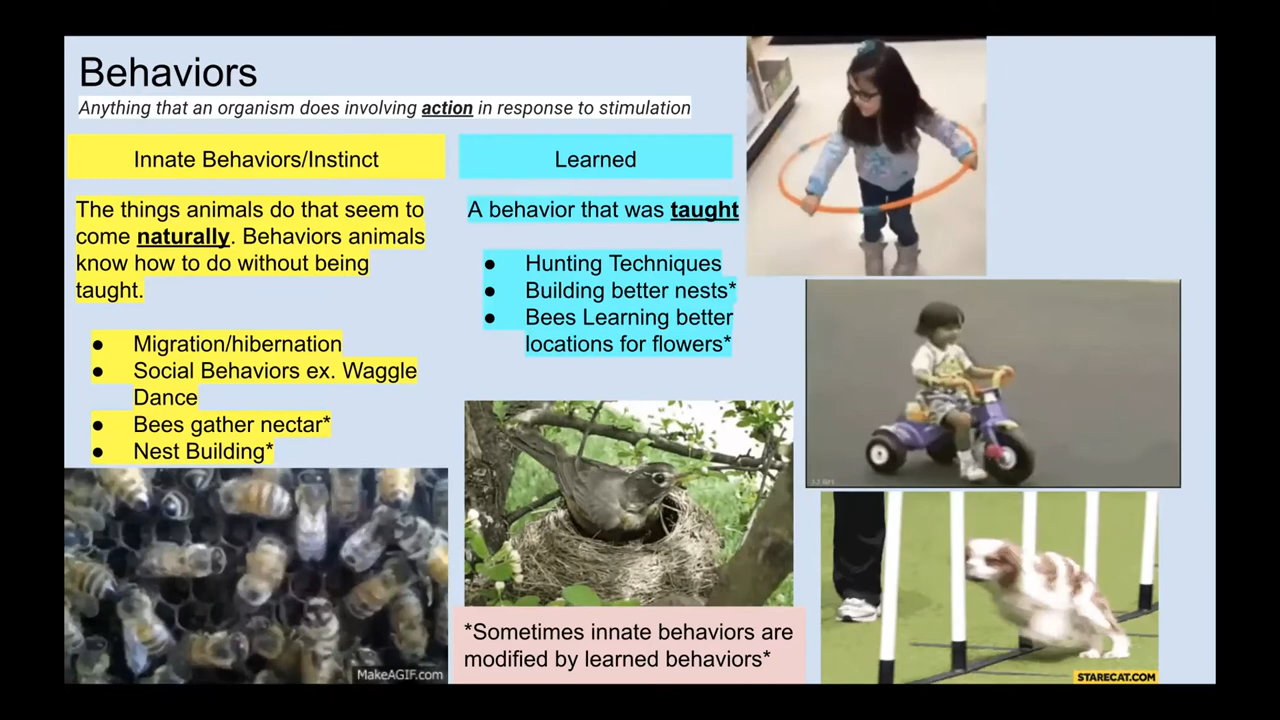 Behaviors
Anything that an organism does involving action in response to stimulation
Innate Behaviors/Instinct
The things animals do that seem to
come naturally. Behaviors animals
know how to do without being
taught.
● Migration/hibernation
● Social Behaviors ex. Waggle
Dance
● Bees gather nectar*
● Nest Building*
MakeAGIF.com
Learned
A behavior that was taught
● Hunting Techniques
● Building better nests*
● Bees Learning better
locations for flowers*
*Sometimes innate behaviors are
modified by learned behaviors*
STARECAT.COM